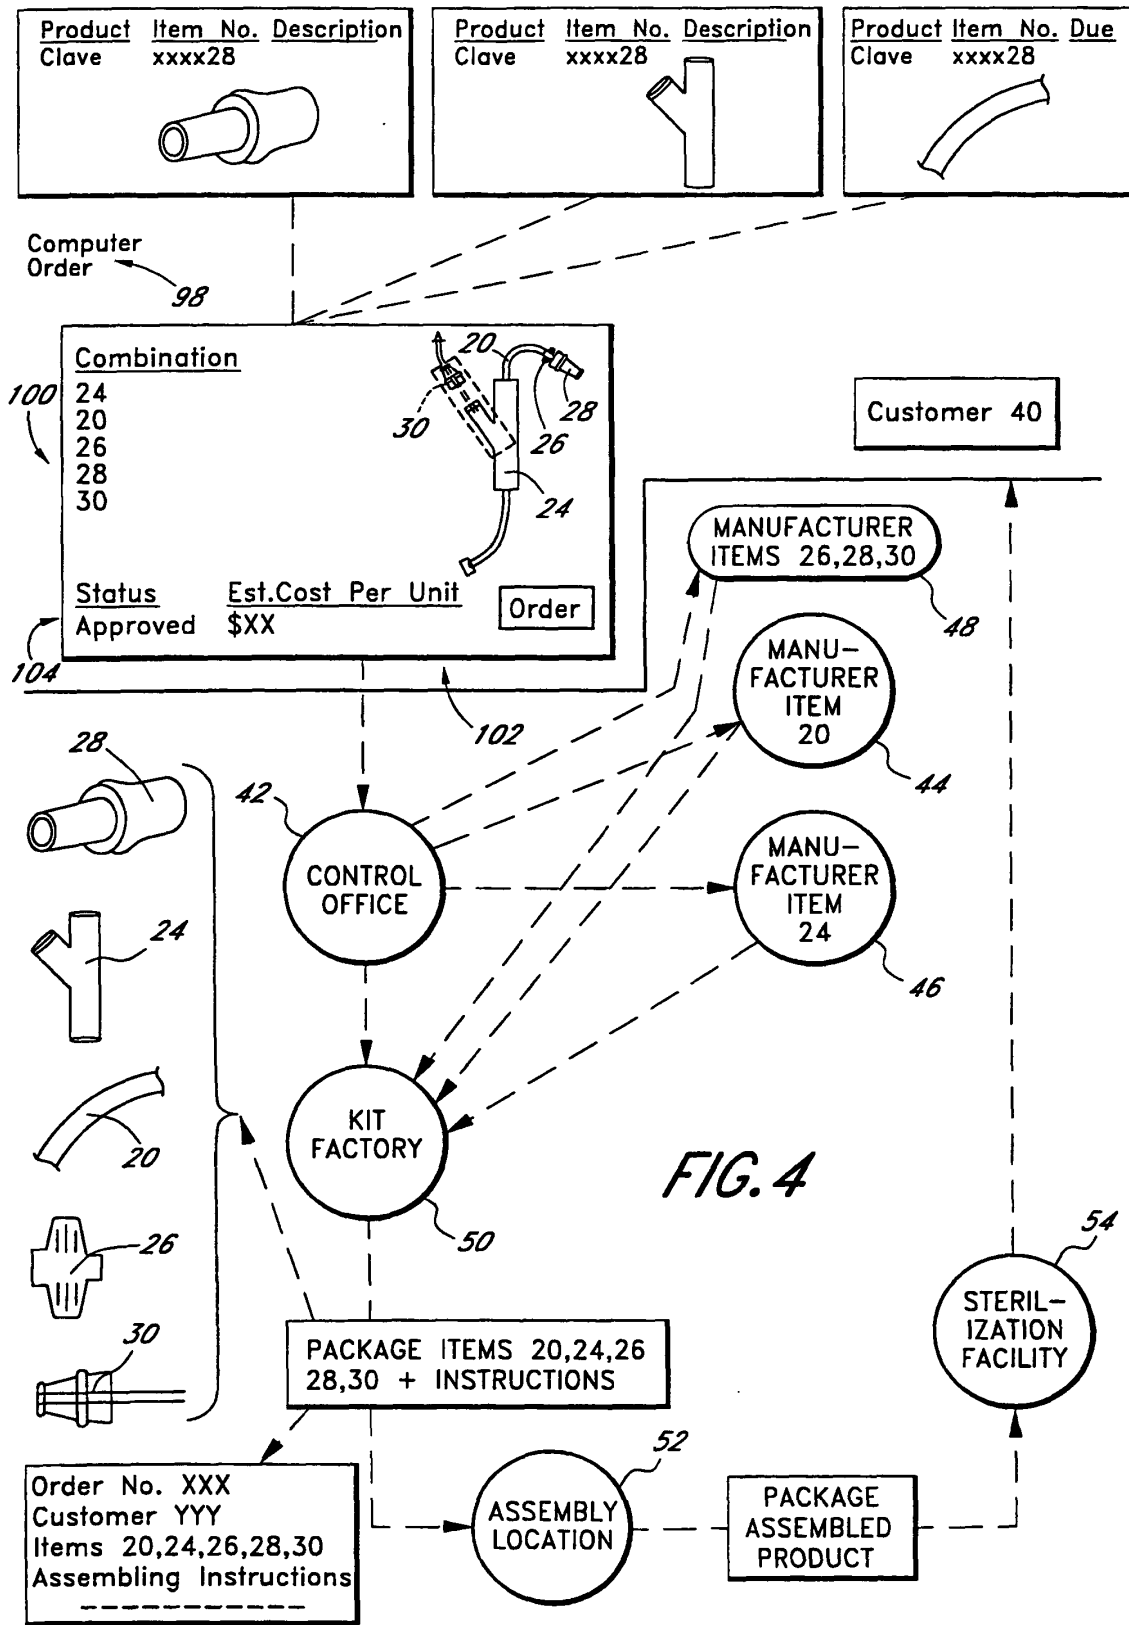 Product Item No. Description
Clave xxxx28
Product Item No. Description
Clave xxxx28
Product Item No. Due
Clave xxxx28
Computer
Order
98
Combination
24
20
26
28
30
100
20
30
26
28
24
Status Est.Cost Per Unit
Approved $XX
Order
104
102
Customer 40
MANUFACTURER
ITEMS 26,28,30
48
MANU-
FACTURER
ITEM
20
44
28
42
CONTROL
OFFICE
MANU-
FACTURER
ITEM
24
46
24
20
KIT
FACTORY
50
FIG. 4
26
54
STERIL-
IZATION
FACILITY
30
PACKAGE ITEMS 20,24,26
28,30 + INSTRUCTIONS
Order No. XXX
Customer YYY
Items 20,24,26,28,30
Assembling Instructions
52
ASSEMBLY
LOCATION
PACKAGE
ASSEMBLED
PRODUCT